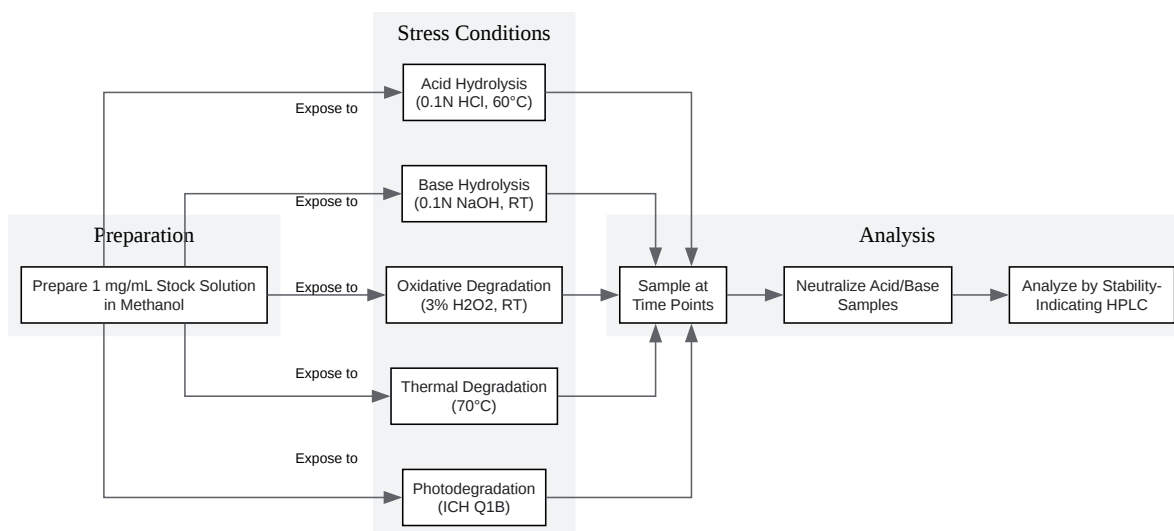 Stress Conditions
Acid Hydrolysis
(0.1N HCl, 60°C)
Expose to
Base Hydrolysis
(0.1N NaOH, RT)
Expose to
Preparation
Prepare 1 mg/mL Stock Solution
in Methanol
Expose to
Oxidative Degradation
(3% H2O2, RT)
Analysis
Sample at
Time Points
Neutralize Acid/Base
Samples
Analyze by Stability-
Indicating HPLC
Expose to
Thermal Degradation
(70°C)
Expose to
Photodegradation
(ICH Q1B)